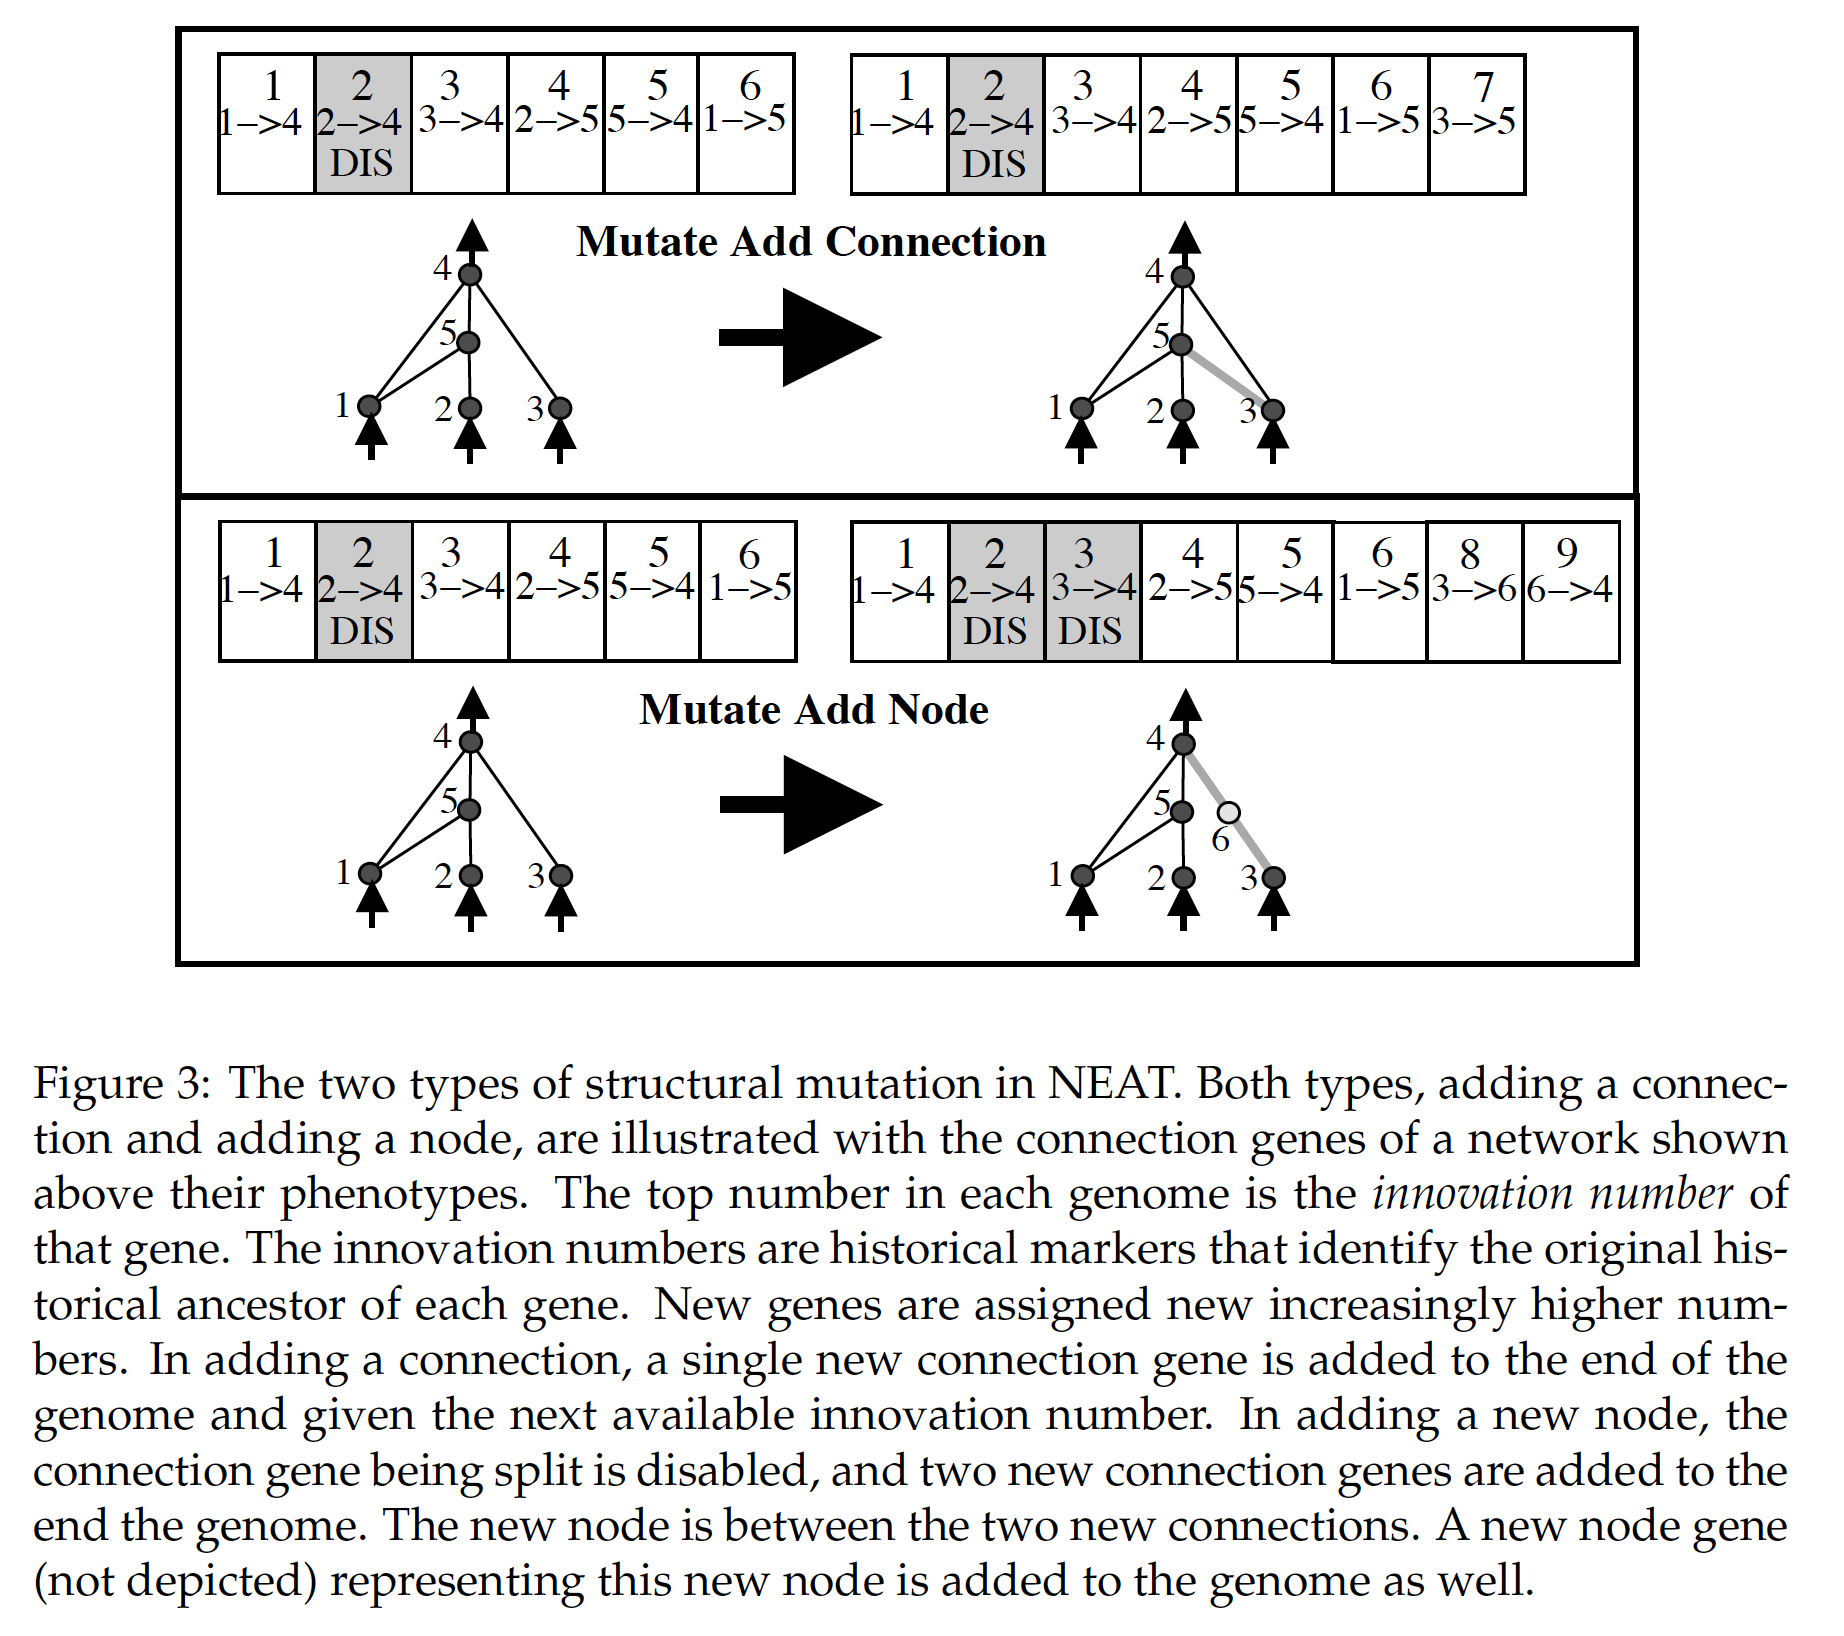 1 2 3 4 5 6
1–>4 2–>4 3–>4 2–>5 5–>4 1–>5
DIS
1 2 3 4 5 6 7
1–>4 2–>4 3–>4 2–>5 5–>4 1–>5 3–>5
DIS
Mutate Add Connection
4
5
1 2 3
4
5
1 2 3
1 2 3 4 5 6
1–>4 2–>4 3–>4 2–>5 5–>4 1–>5
DIS
1 2 3 4 5 6 8 9
1–>4 2–>4 3–>4 2–>5 5–>4 1–>5 3–>6 6–>4
DIS DIS
Mutate Add Node
4
5
1 2 3
4
5
6
1 2 3
Figure 3: The two types of structural mutation in NEAT. Both types, adding a connec-
tion and adding a node, are illustrated with the connection genes of a network shown
above their phenotypes. The top number in each genome is the innovation number of
that gene. The innovation numbers are historical markers that identify the original his-
torical ancestor of each gene. New genes are assigned new increasingly higher num-
bers. In adding a connection, a single new connection gene is added to the end of the
genome and given the next available innovation number. In adding a new node, the
connection gene being split is disabled, and two new connection genes are added to the
end the genome. The new node is between the two new connections. A new node gene
(not depicted) representing this new node is added to the genome as well.